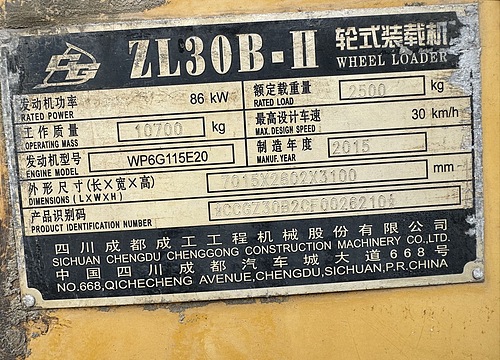 ZL30B-II 轮式装载机
WHEEL LOADER
发动机功率 86 kW 额定载重量 2500 kg
RATED POWER RATED LOAD
工作质量 10700 kg 最高设计车速 30 km/h
OPERATING MASS MAX. DESIGN SPEED
发动机型号 WP6G115E20 制造年度 2015
ENGINE MODEL MANUF. YEAR
外形尺寸(长×宽×高) mm
DIMENSIONS (LXWXH)
产品识别码
PRODUCT IDENTIFICATION NUMBER
四川成都成工工程机械股份有限公司
SICHUAN CHENGDU CHENGGONG CONSTRUCTION MACHINERY CO.,LTD.
中国四川成都汽车城大道668号
NO.668,QICHECHENG AVENUE,CHENGDU,SICHUAN,P.R.CHINA